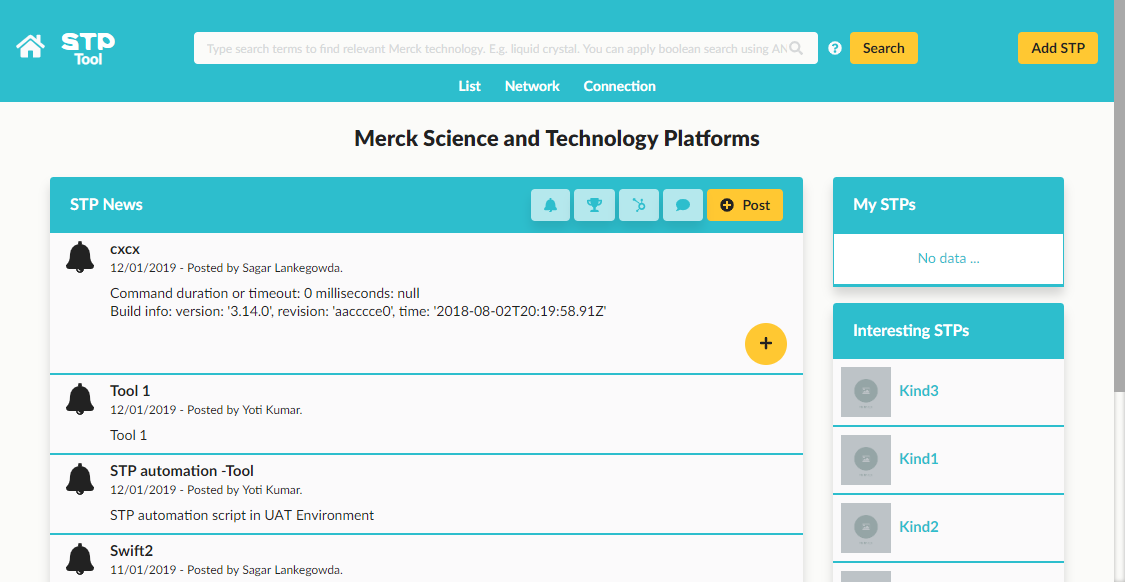 STP
Tool
Type search terms to find relevant Merck technology. E.g. liquid crystal. You can apply boolean search using AN
?
Search
Add STP
List Network Connection
Merck Science and Technology Platforms
STP News
Post
cxcx
12/01/2019 - Posted by Sagar Lankegowda.
Command duration or timeout: 0 milliseconds: null
Build info: version: '3.14.0', revision: 'aacccce0', time: '2018-08-02T20:19:58.91Z'
+
Tool 1
12/01/2019 - Posted by Yoti Kumar.
Tool 1
STP automation -Tool
12/01/2019 - Posted by Yoti Kumar.
STP automation script in UAT Environment
Swift2
11/01/2019 - Posted by Sagar Lankegowda.
My STPs
No data ...
Interesting STPs
Kind3
Kind1
Kind2